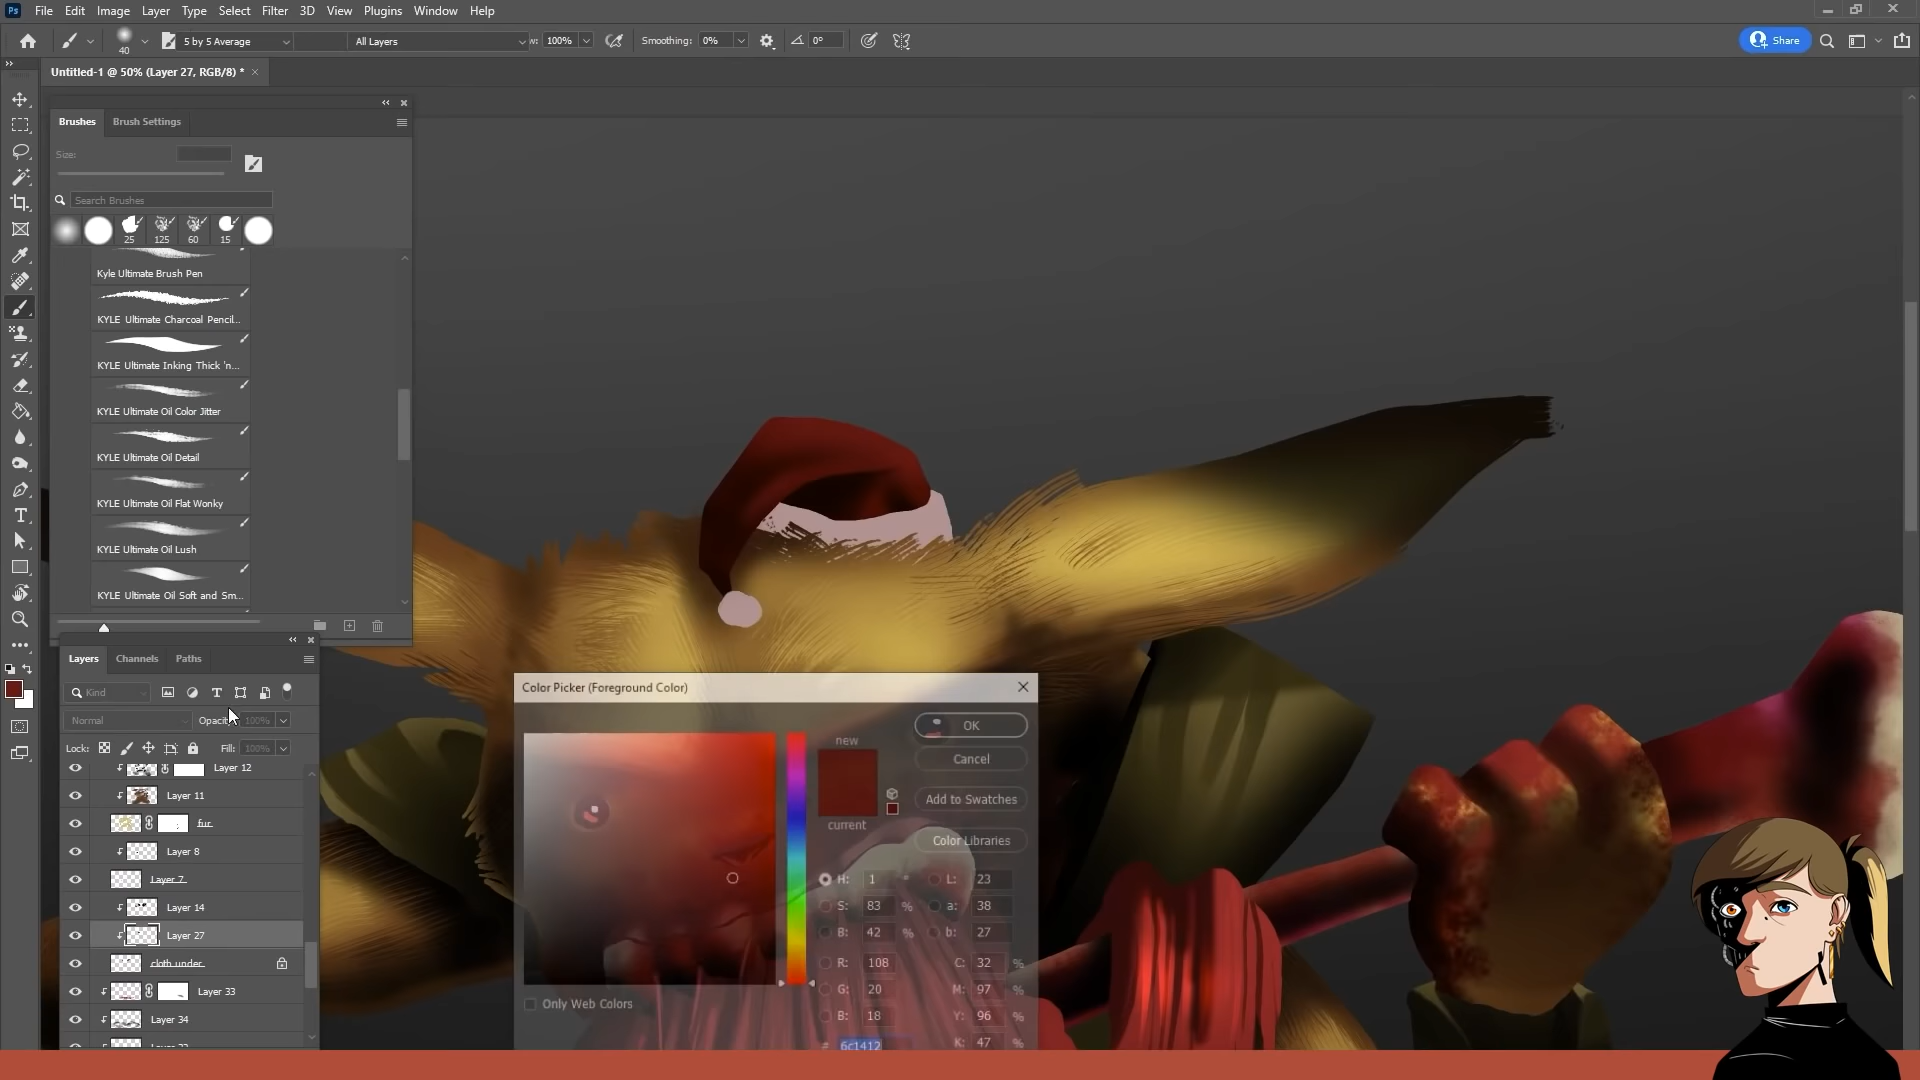 Ps File Edit Image Layer Type Select Filter 3D View Plugins Window Help
40 5 by 5 Average All Layers w: 100% Smoothing: 0% 0° Share
Untitled-1 @ 50% (Layer 27, RGB/8) *
Brushes Brush Settings
Size:
Search Brushes
25 125 60 15
Kyle Ultimate Brush Pen
KYLE Ultimate Charcoal Pencil...
KYLE Ultimate Inking Thick 'n...
KYLE Ultimate Oil Color Jitter
KYLE Ultimate Oil Detail
KYLE Ultimate Oil Flat Wonky
KYLE Ultimate Oil Lush
KYLE Ultimate Oil Soft and Sm...
Layers Channels Paths
Kind
Normal Opacity 100%
Lock: Fill: 100%
Layer 12
Layer 11
fur
Layer 8
Layer 7
Layer 14
Layer 27
cloth under
Layer 33
Layer 34
Color Picker (Foreground Color)
new
current
OK
Cancel
Add to Swatches
Color Libraries
H: 1 ° L: 23
S: 83 % a: 38
B: 42 % b: 27
R: 108 C: 32 %
G: 20 M: 97 %
B: 18 Y: 96 %
# 6c1412 K: 47 %
Only Web Colors